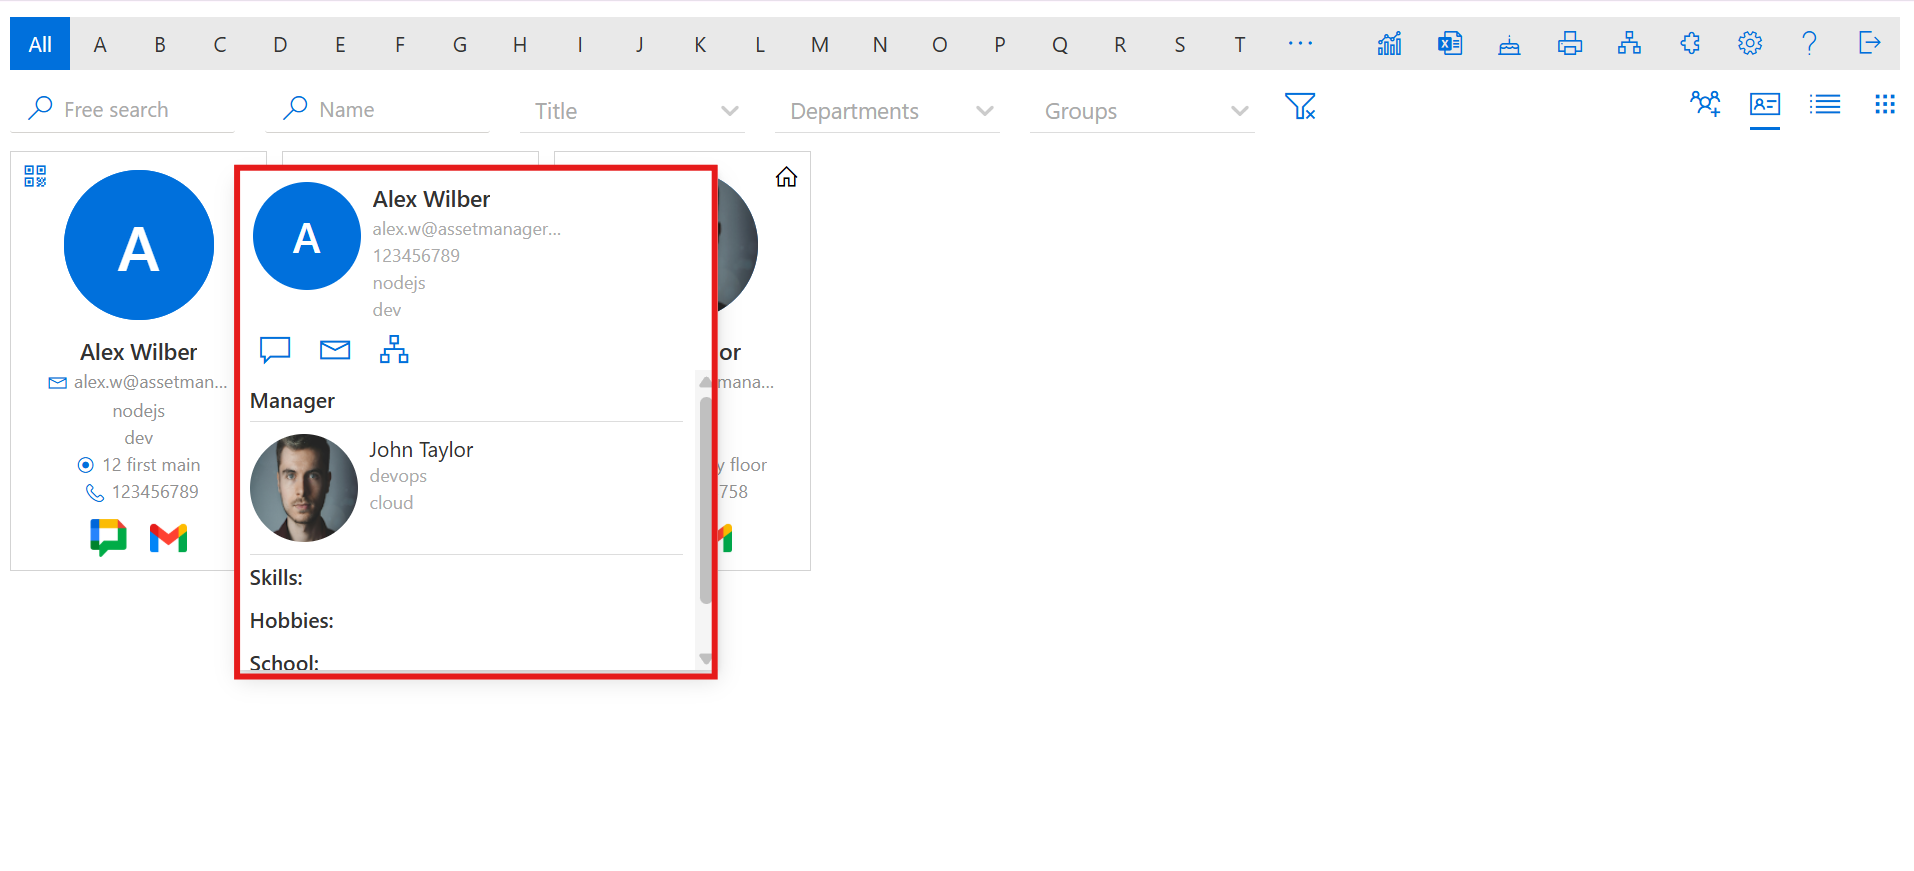 All A B C D E F G H I J K L M N O P Q R S T ...
Free search Name Title Departments Groups
A
Alex Wilber
alex.w@assetman...
nodejs
dev
12 first main
123456789
A
Alex Wilber
alex.w@assetmanager...
123456789
nodejs
dev
Manager
John Taylor
devops
cloud
Skills:
Hobbies:
School:
or
mana...
y floor
758